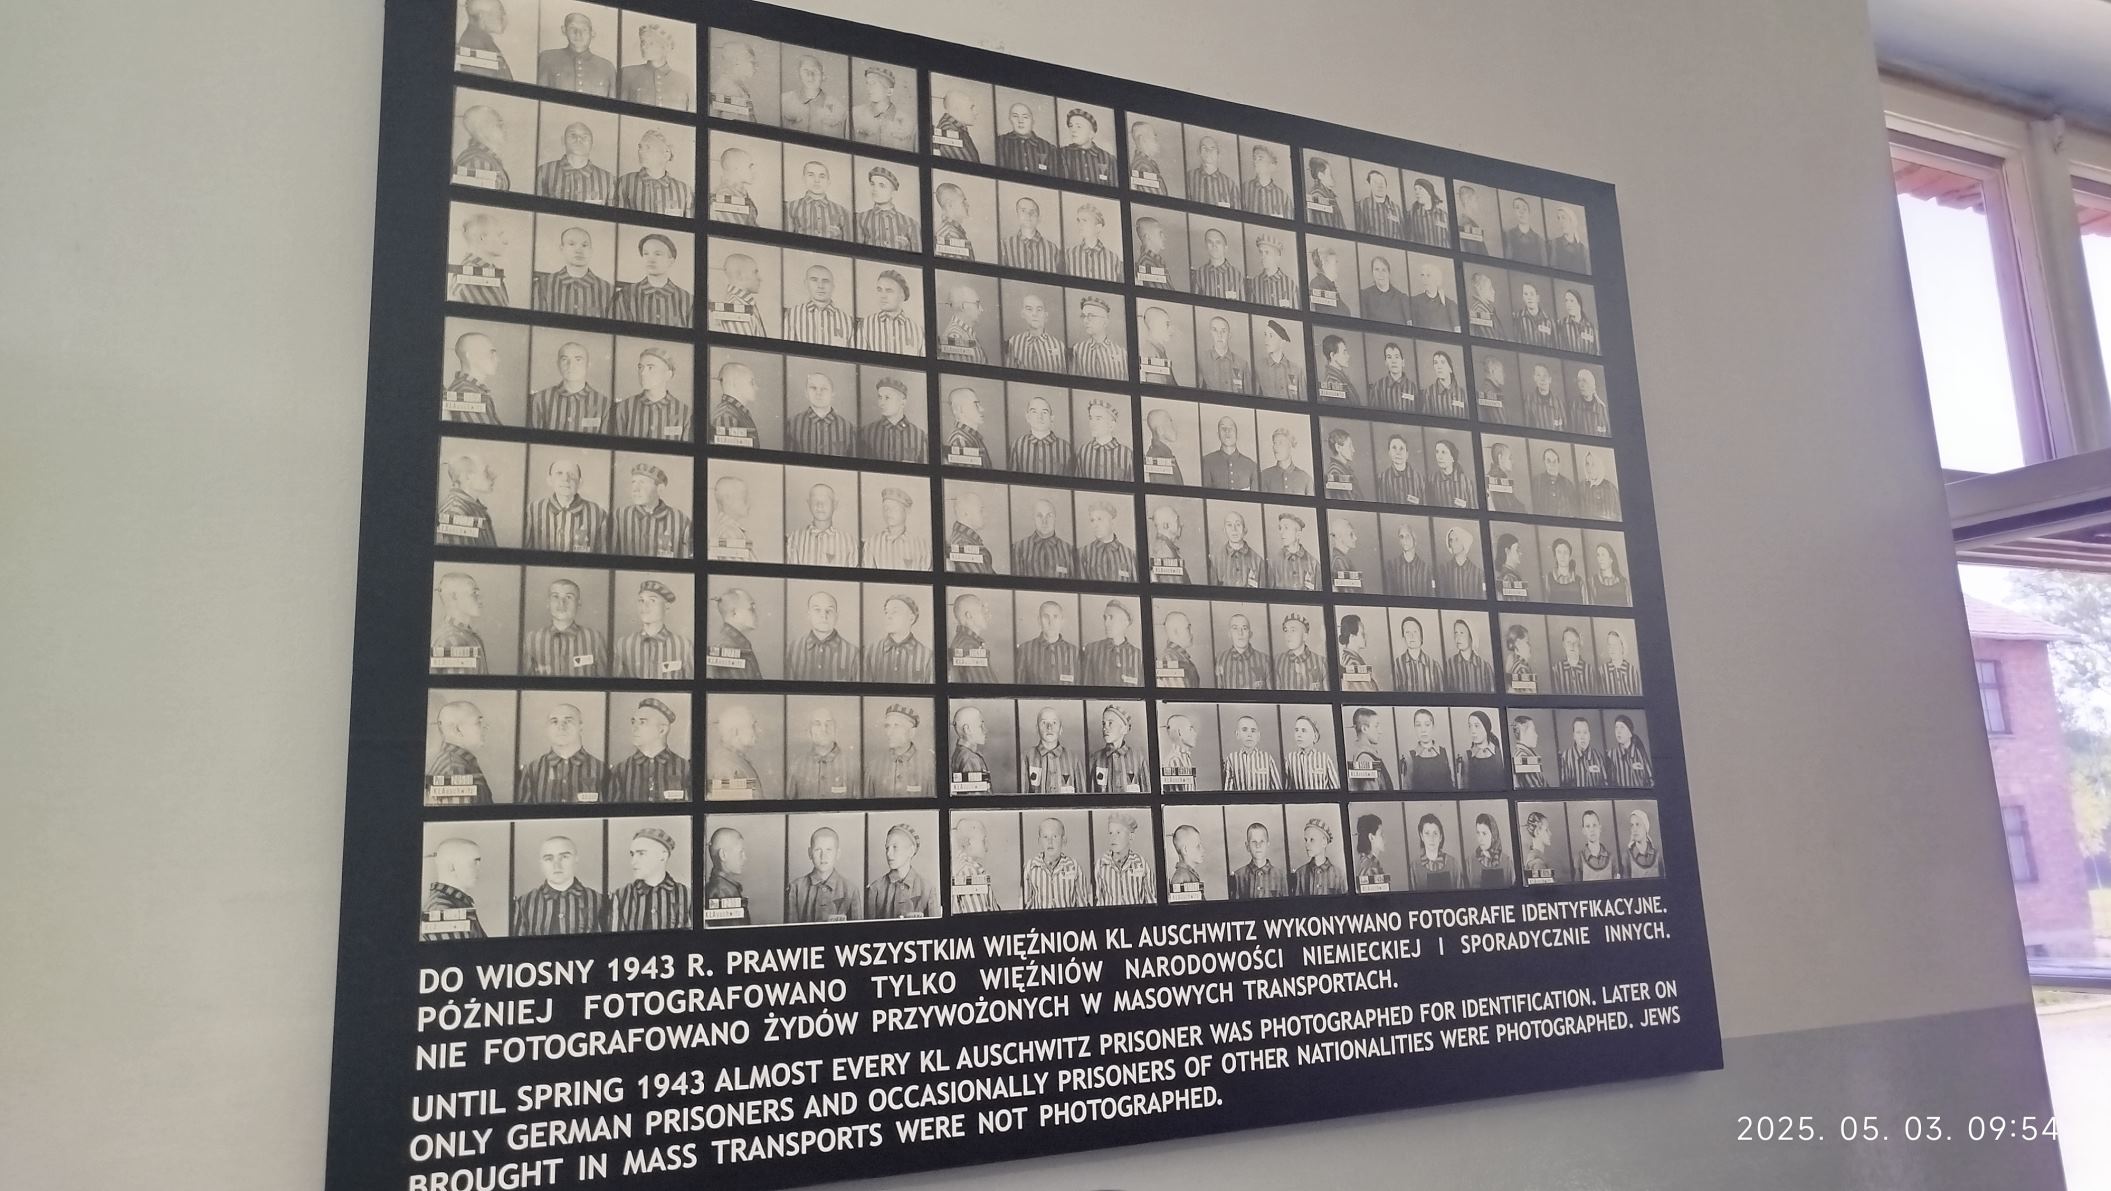 DO WIOSNY 1943 R. PRAWIE WSZYSTKIM WIĘŹNIOM KL AUSCHWITZ WYKONYWANO FOTOGRAFIE IDENTYFIKACYJNE.
PÓŹNIEJ FOTOGRAFOWANO TYLKO WIĘŹNIÓW NARODOWOŚCI NIEMIECKIEJ I SPORADYCZNIE INNYCH.
NIE FOTOGRAFOWANO ŻYDÓW PRZYWOŻONYCH W MASOWYCH TRANSPORTACH.
UNTIL SPRING 1943 ALMOST EVERY KL AUSCHWITZ PRISONER WAS PHOTOGRAPHED FOR IDENTIFICATION. LATER ON
ONLY GERMAN PRISONERS AND OCCASIONALLY PRISONERS OF OTHER NATIONALITIES WERE PHOTOGRAPHED. JEWS
BROUGHT IN MASS TRANSPORTS WERE NOT PHOTOGRAPHED.
2025. 05. 03. 09:54